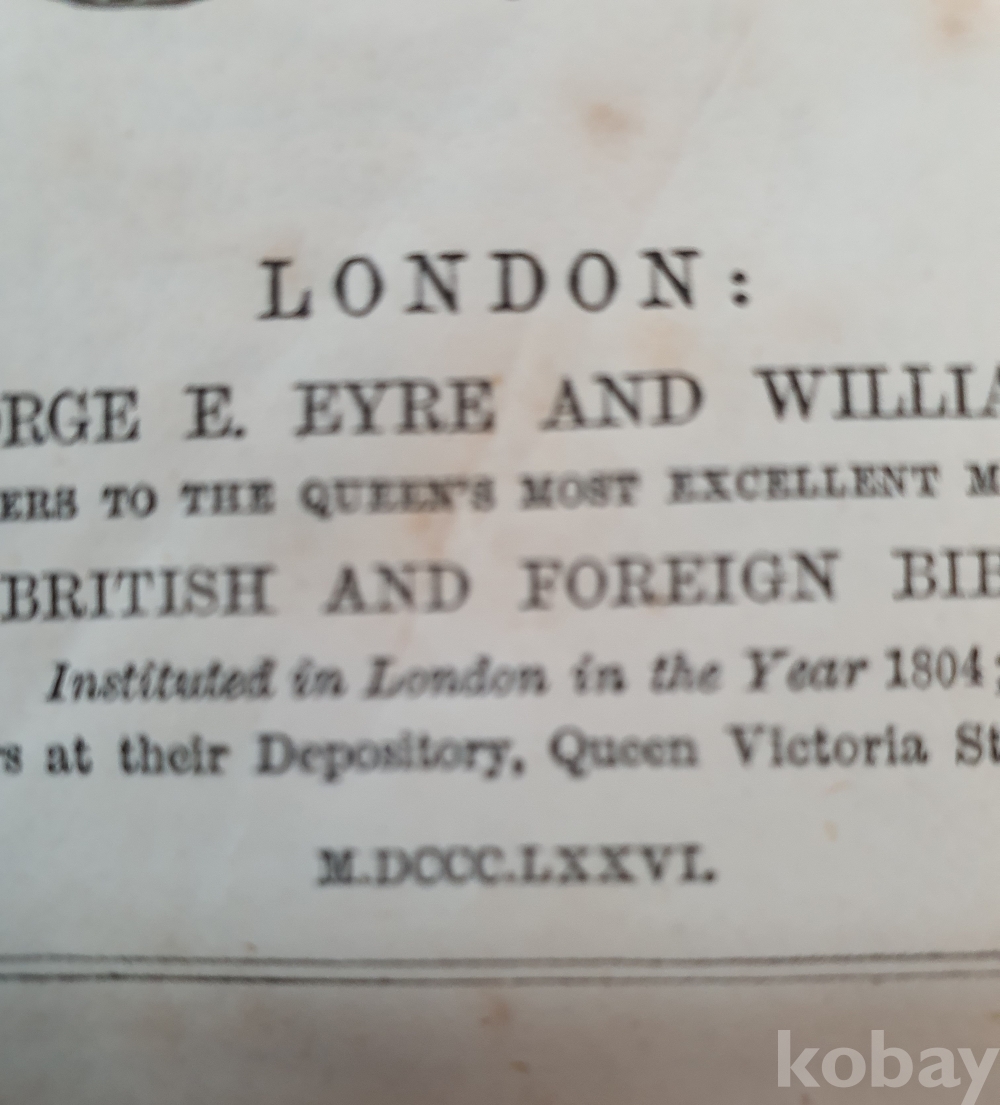 LONDON:
RGE E. EYRE AND WILLIA
ERS TO THE QUEEN'S MOST EXCELLENT M
BRITISH AND FOREIGN BIB
Instituted in London in the Year 1804;
s at their Depository, Queen Victoria St
M.DCCC.LXXVI.
kobay